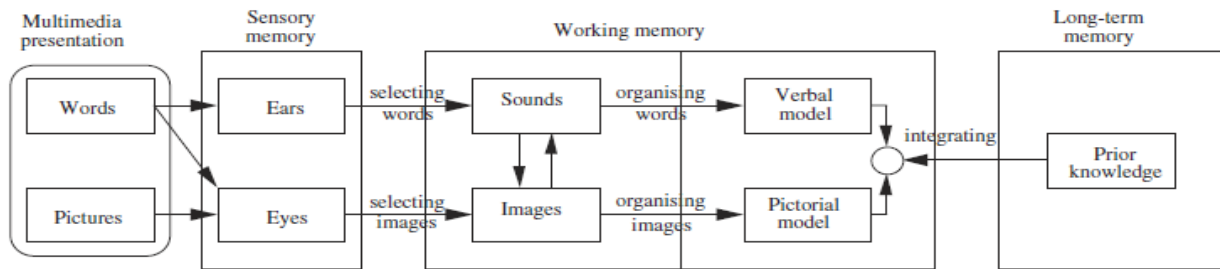 Multimedia
presentation
Sensory
memory
Working memory
Long-term
memory
Words
Pictures
Ears
Eyes
selecting
words
selecting
images
Sounds
Images
organising
words
organising
images
Verbal
model
Pictorial
model
integrating
Prior
knowledge